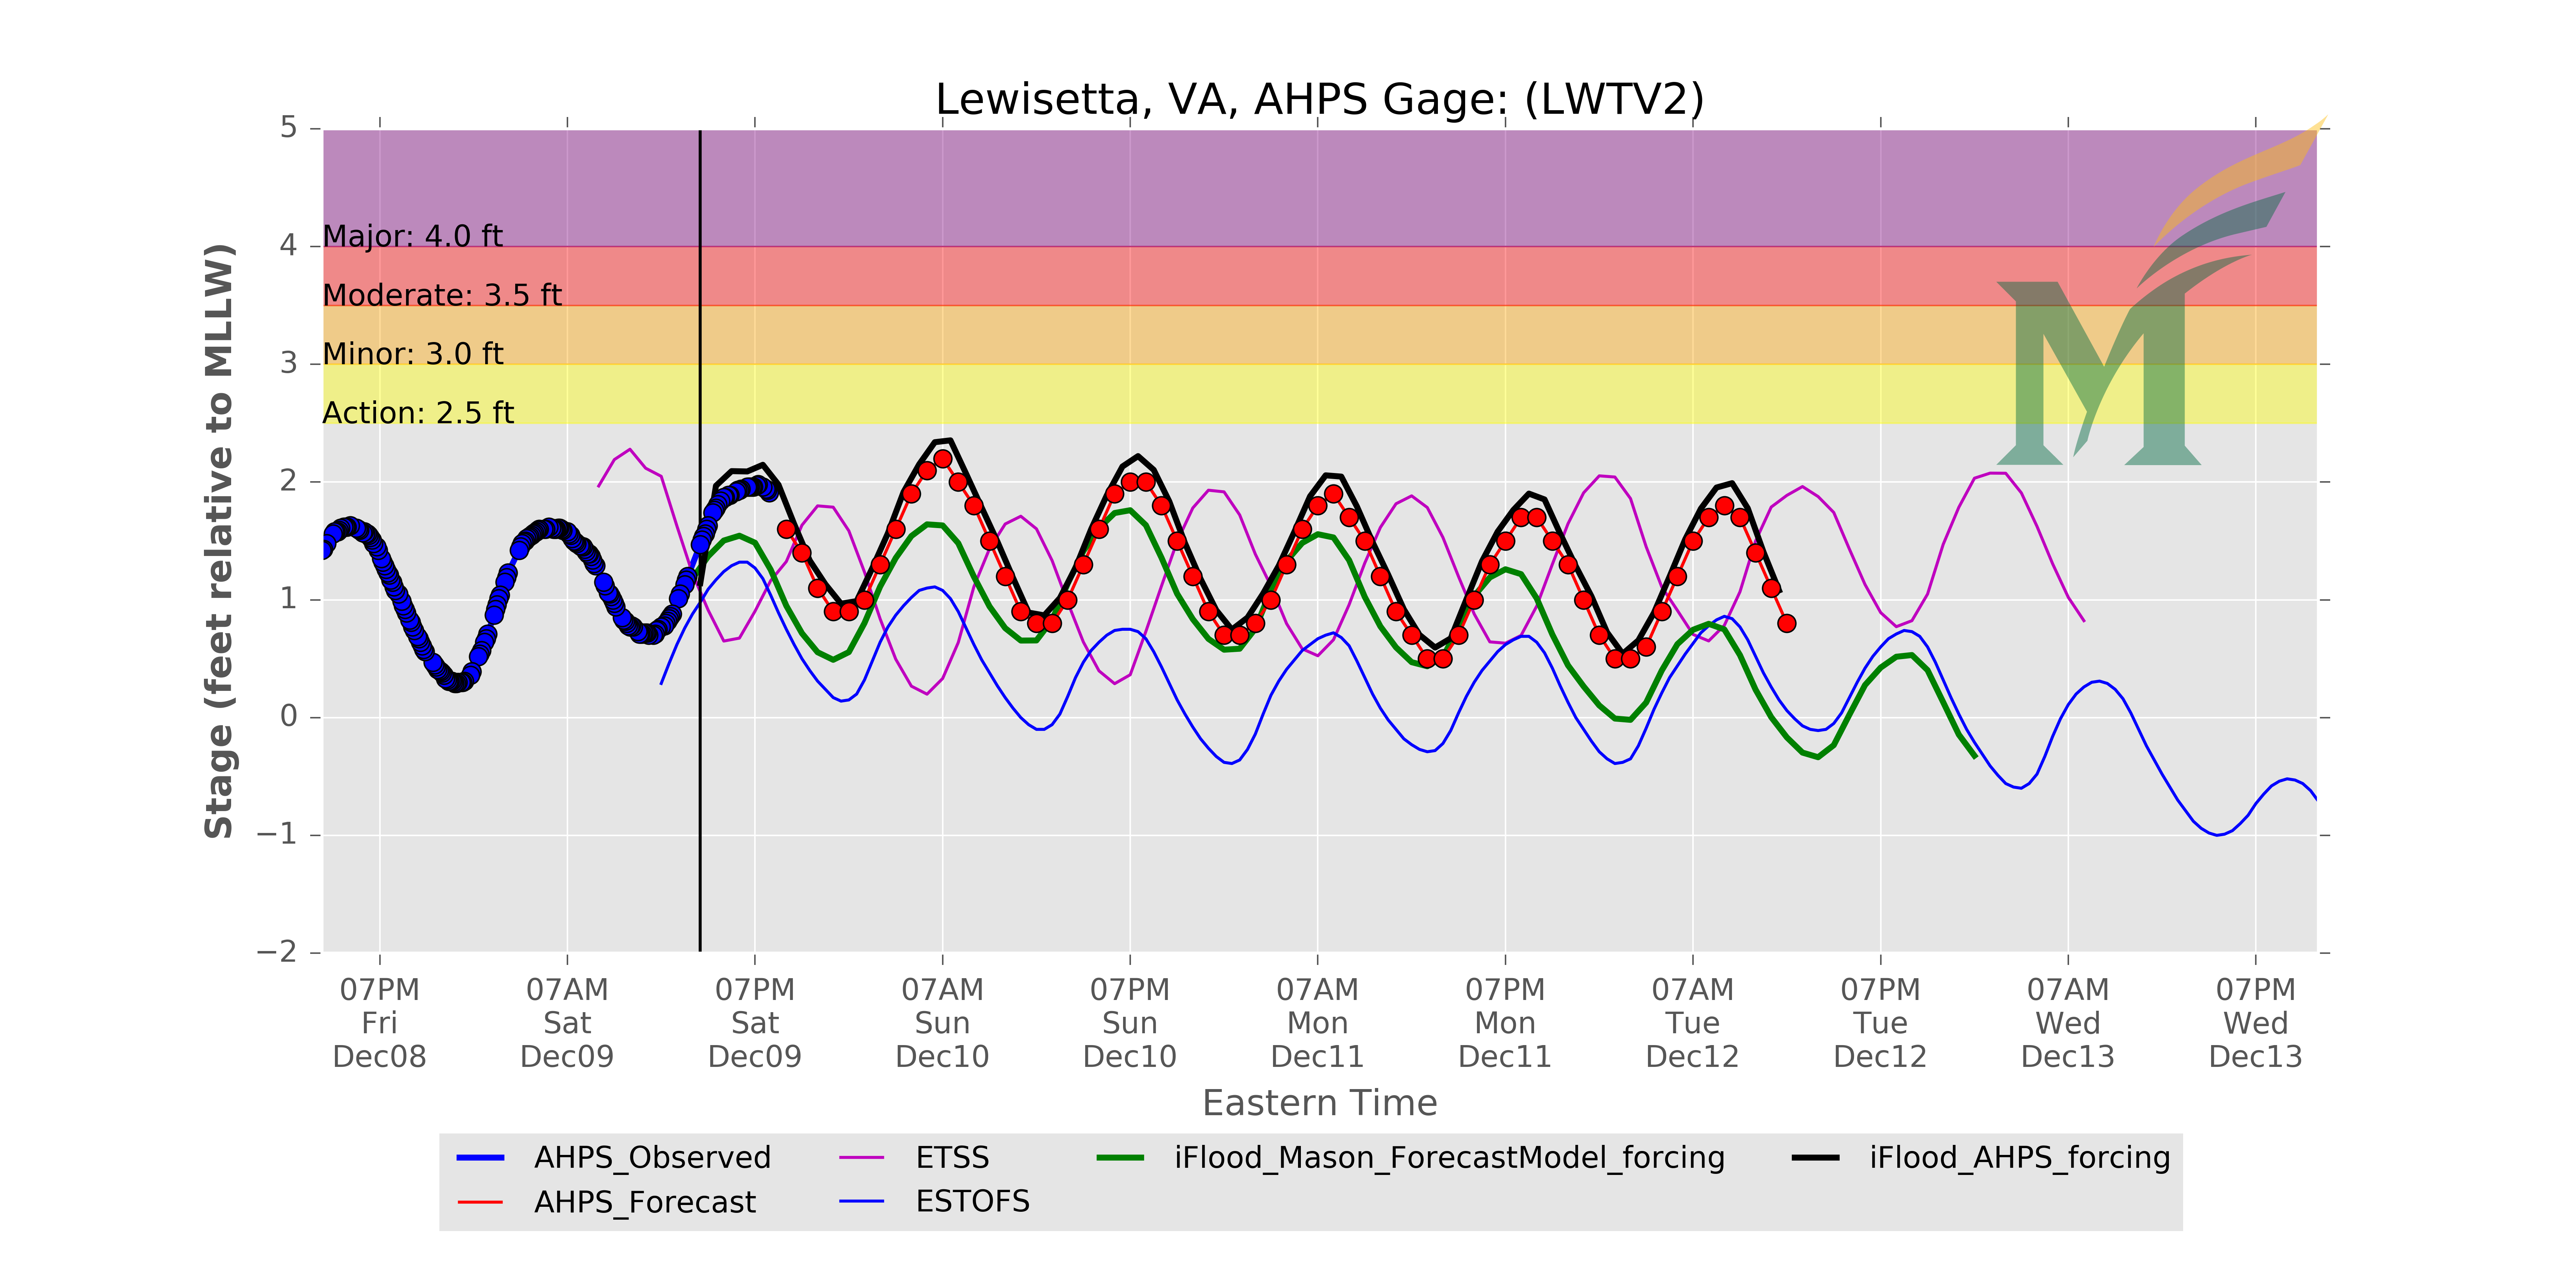 Lewisetta, VA, AHPS Gage: (LWTV2)
Stage (feet relative to MLLW)
5
4
3
2
1
0
−1
−2
Major: 4.0 ft
Moderate: 3.5 ft
Minor: 3.0 ft
Action: 2.5 ft
M
07PM 07AM 07PM 07AM 07PM 07AM 07PM 07AM 07PM 07AM 07PM
Fri Sat Sat Sun Sun Mon Mon Tue Tue Wed Wed
Dec08 Dec09 Dec09 Dec10 Dec10 Dec11 Dec11 Dec12 Dec12 Dec13 Dec13
Eastern Time
AHPS_Observed ETSS iFlood_Mason_ForecastModel_forcing iFlood_AHPS_forcing
AHPS_Forecast ESTOFS